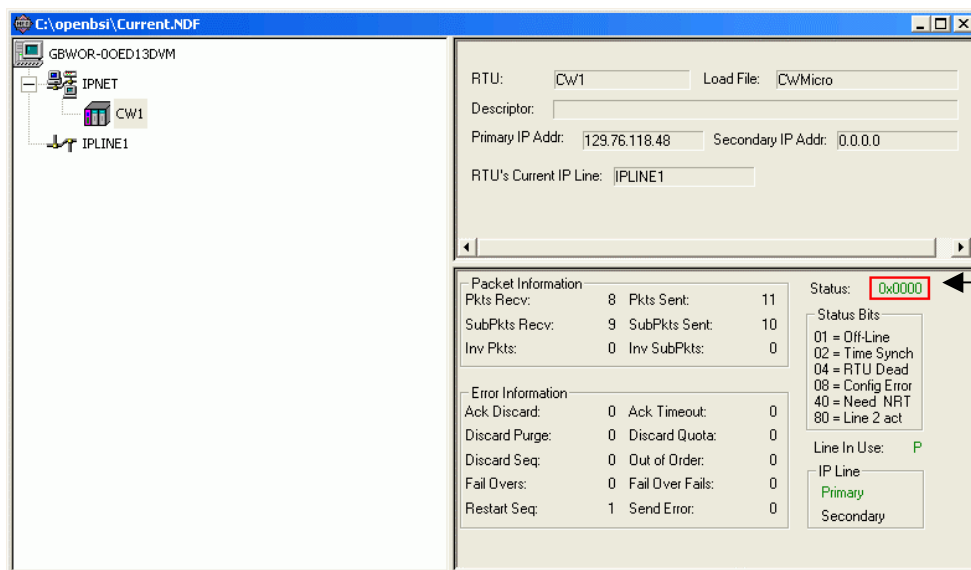 C:\openbsi\Current.NDF
GBWOR-0OED13DVM
IPNET
CW1
IPLINE1
RTU: CW1 Load File: CWMicro
Descriptor:
Primary IP Addr: 129.76.118.48 Secondary IP Addr: 0.0.0.0
RTU's Current IP Line: IPLINE1
Packet Information
Pkts Recv: 8 Pkts Sent: 11
SubPkts Recv: 9 SubPkts Sent: 10
Inv Pkts: 0 Inv SubPkts: 0
Error Information
Ack Discard: 0 Ack Timeout: 0
Discard Purge: 0 Discard Quota: 0
Discard Seq: 0 Out of Order: 0
Fail Overs: 0 Fail Over Fails: 0
Restart Seq: 1 Send Error: 0
Status: 0x0000
Status Bits
01 = Off-Line
02 = Time Synch
04 = RTU Dead
08 = Config Error
40 = Need NRT
80 = Line 2 act
Line In Use: P
IP Line
Primary
Secondary